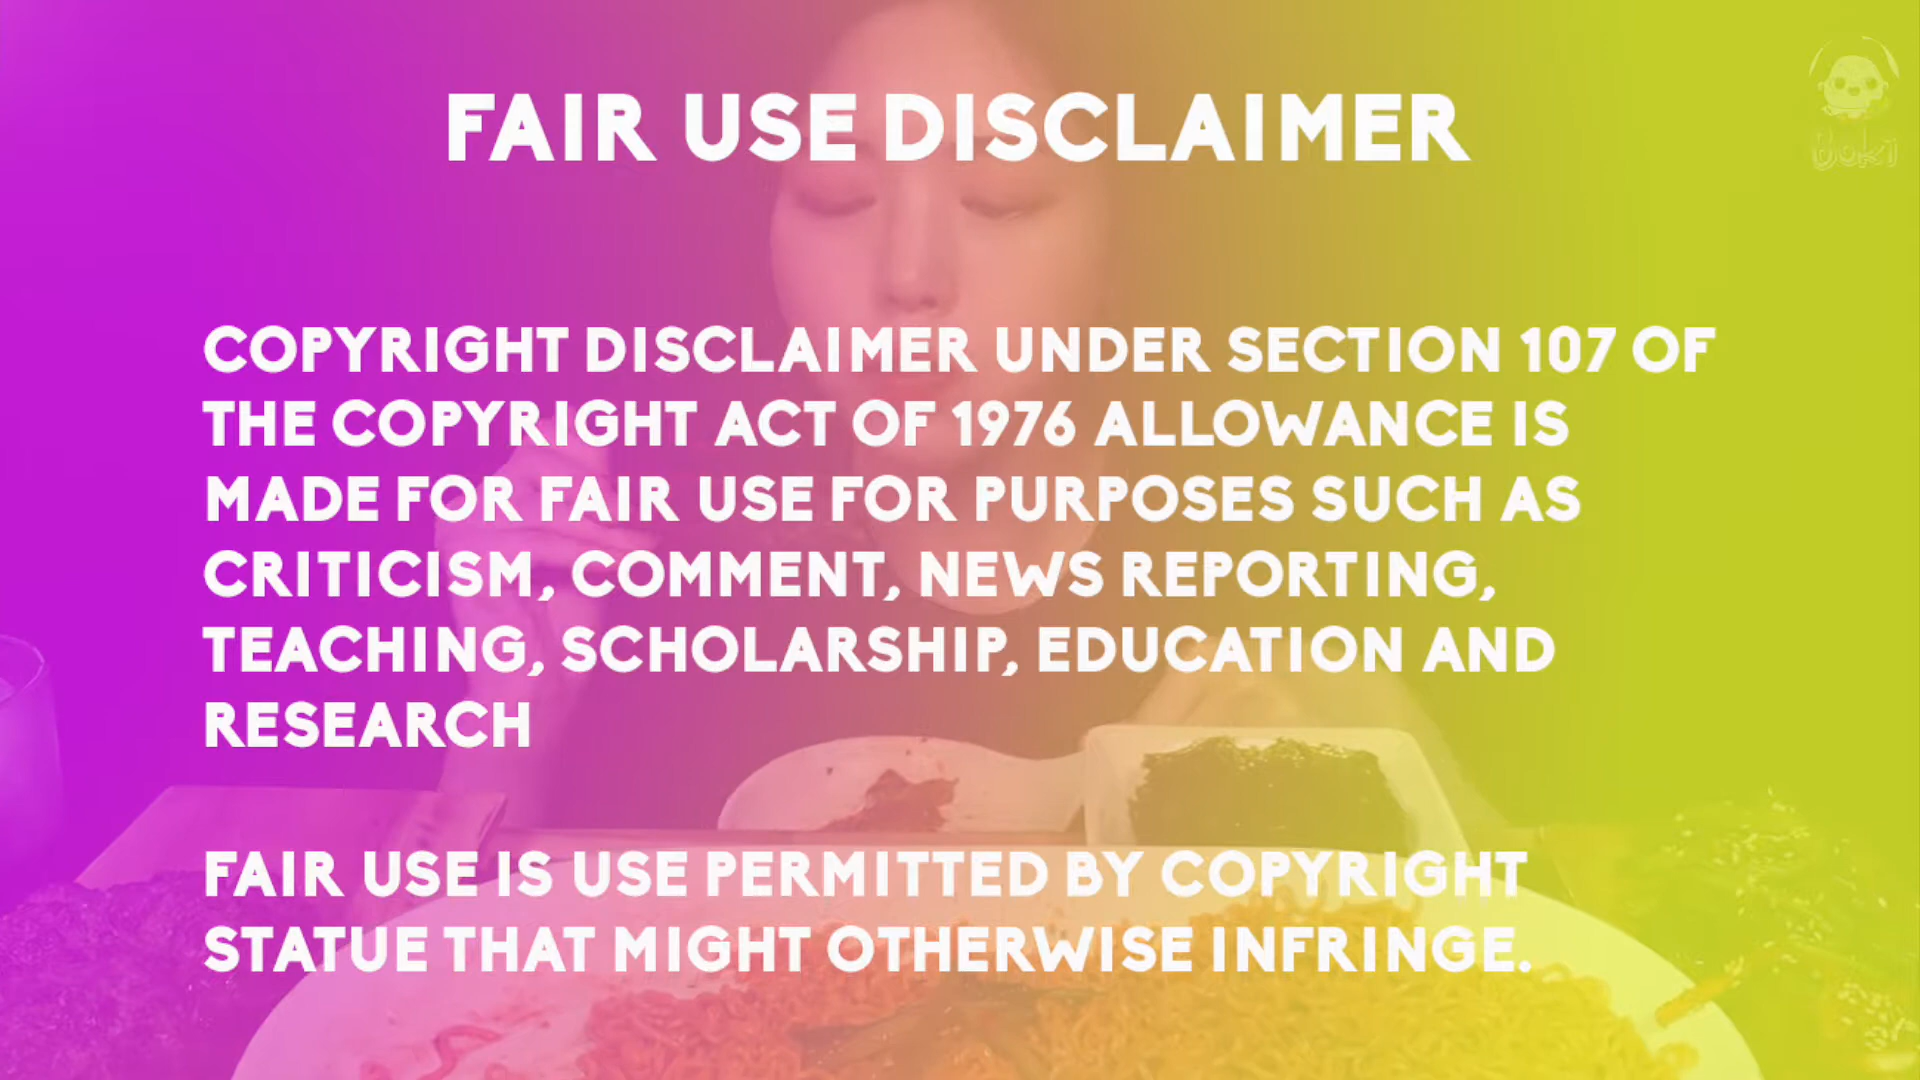 FAIR USE DISCLAIMER
COPYRIGHT DISCLAIMER UNDER SECTION 107 OF
THE COPYRIGHT ACT OF 1976 ALLOWANCE IS
MADE FOR FAIR USE FOR PURPOSES SUCH AS
CRITICISM, COMMENT, NEWS REPORTING,
TEACHING, SCHOLARSHIP, EDUCATION AND
RESEARCH
FAIR USE IS USE PERMITTED BY COPYRIGHT
STATUE THAT MIGHT OTHERWISE INFRINGE.